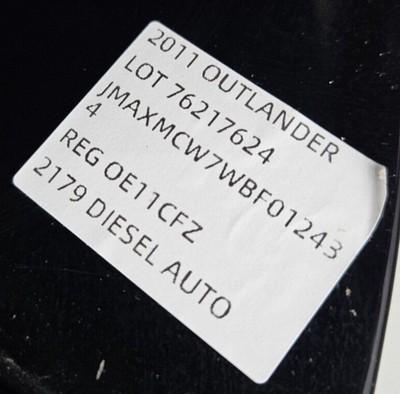 2011 OUTLANDER
LOT 76217624
JMAXMCW7WBF01243
4
REG OE11CFZ
2179 DIESEL AUTO